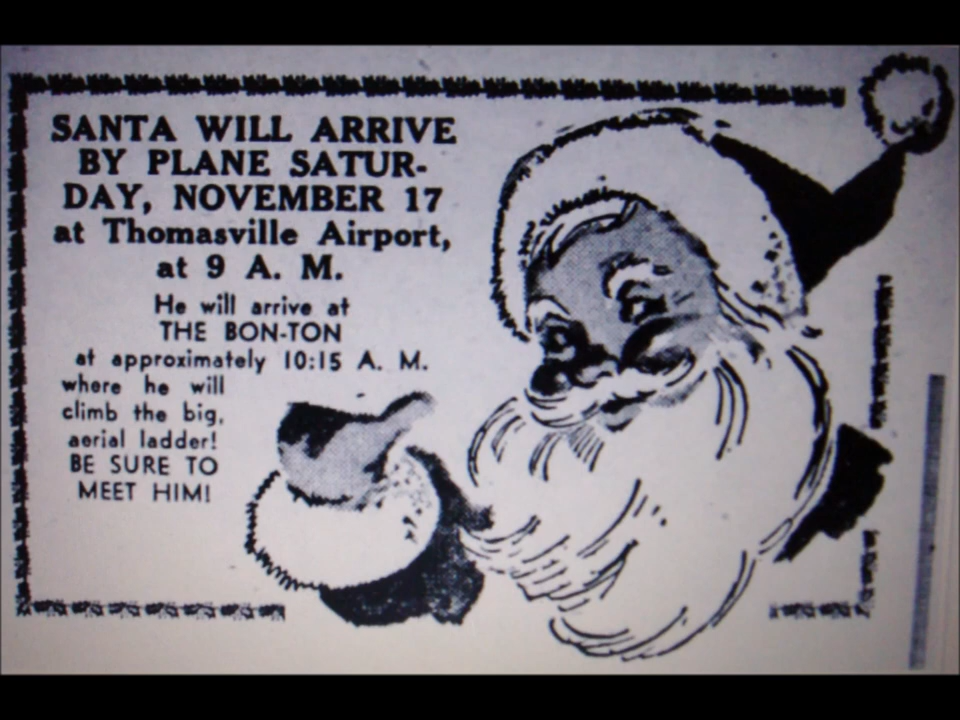 SANTA WILL ARRIVE
BY PLANE SATUR-
DAY, NOVEMBER 17
at Thomasville Airport,
at 9 A. M.
He will arrive at
THE BON-TON
at approximately 10:15 A. M.
where he will
climb the big,
aerial ladder!
BE SURE TO
MEET HIM!